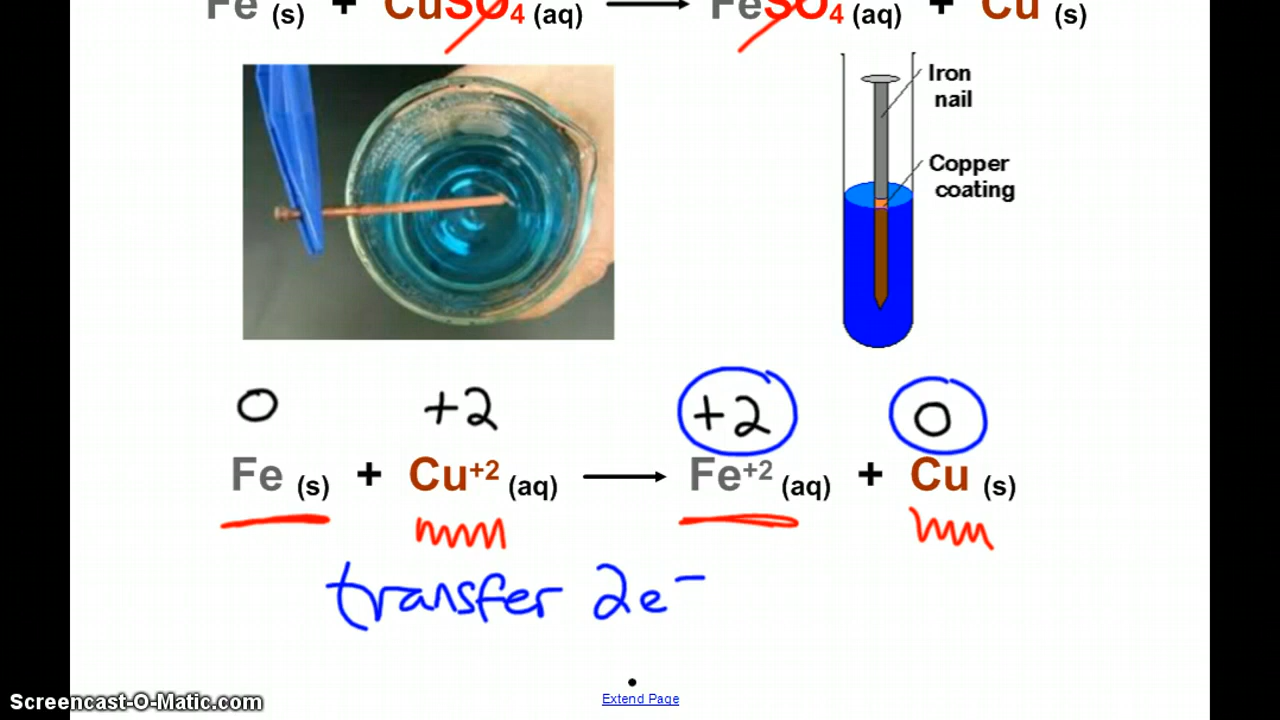 Fe (s) + CuSO4 (aq) → FeSO4 (aq) + Cu (s)
Iron
nail
Copper
coating
0 +2 +2 0
Fe (s) + Cu+2 (aq) → Fe+2 (aq) + Cu (s)
transfer 2e−
Extend Page
Screencast-O-Matic.com